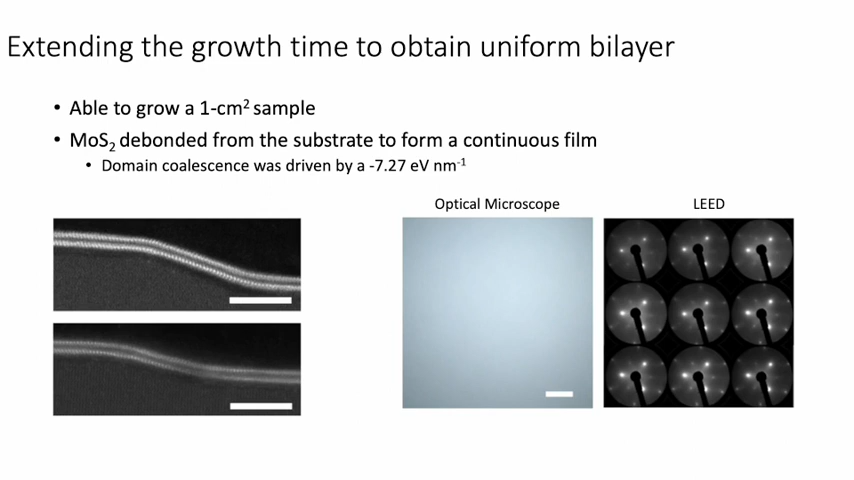 Extending the growth time to obtain uniform bilayer
• Able to grow a 1-cm² sample
• MoS₂ debonded from the substrate to form a continuous film
• Domain coalescence was driven by a -7.27 eV nm⁻¹
Optical Microscope
LEED